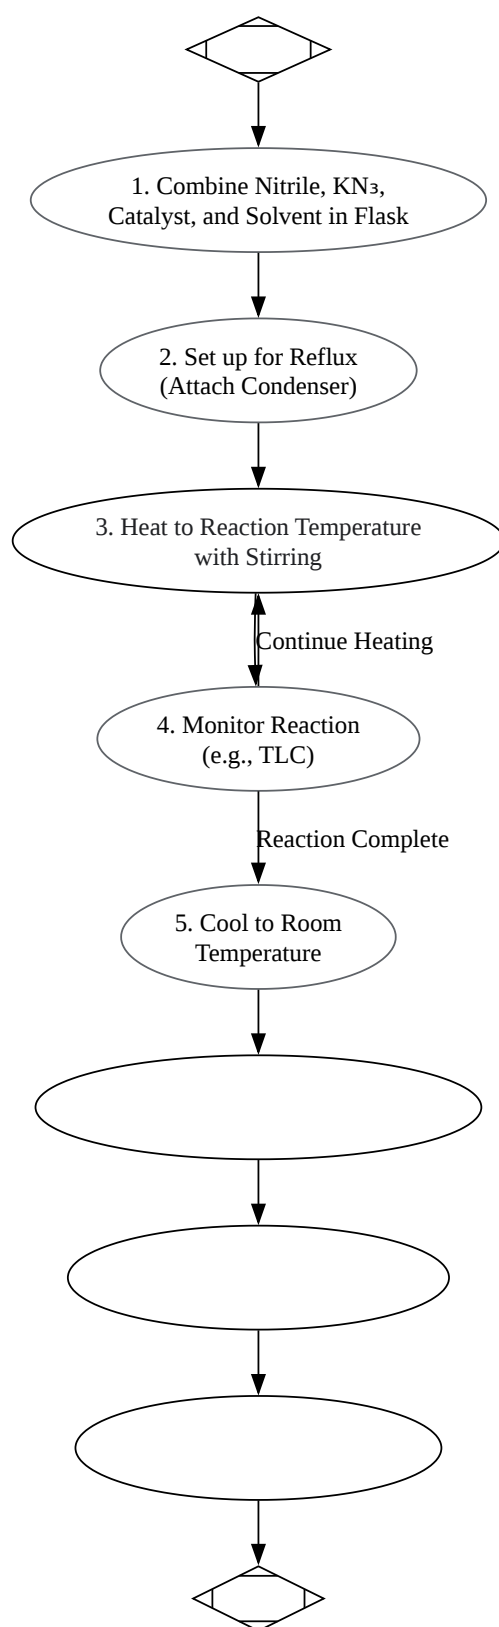 1. Combine Nitrile, KN₃,
Catalyst, and Solvent in Flask
2. Set up for Reflux
(Attach Condenser)
3. Heat to Reaction Temperature
with Stirring
Continue Heating
4. Monitor Reaction
(e.g., TLC)
Reaction Complete
5. Cool to Room
Temperature